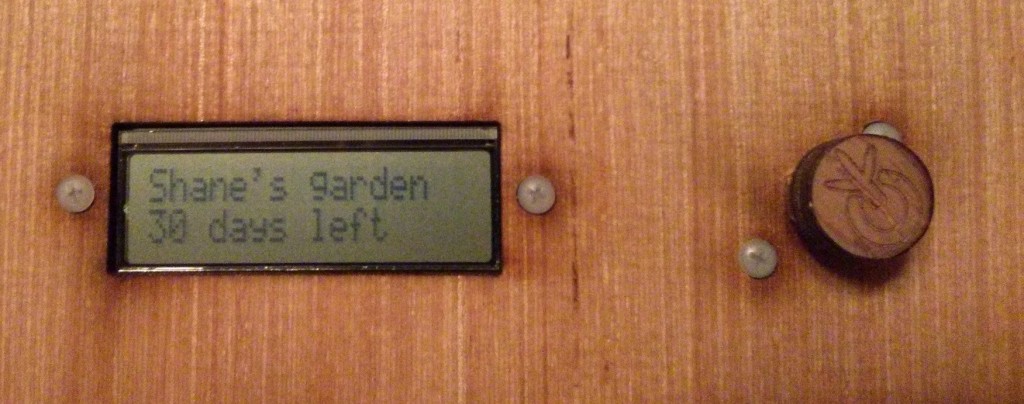 Shane's garden
30 days left